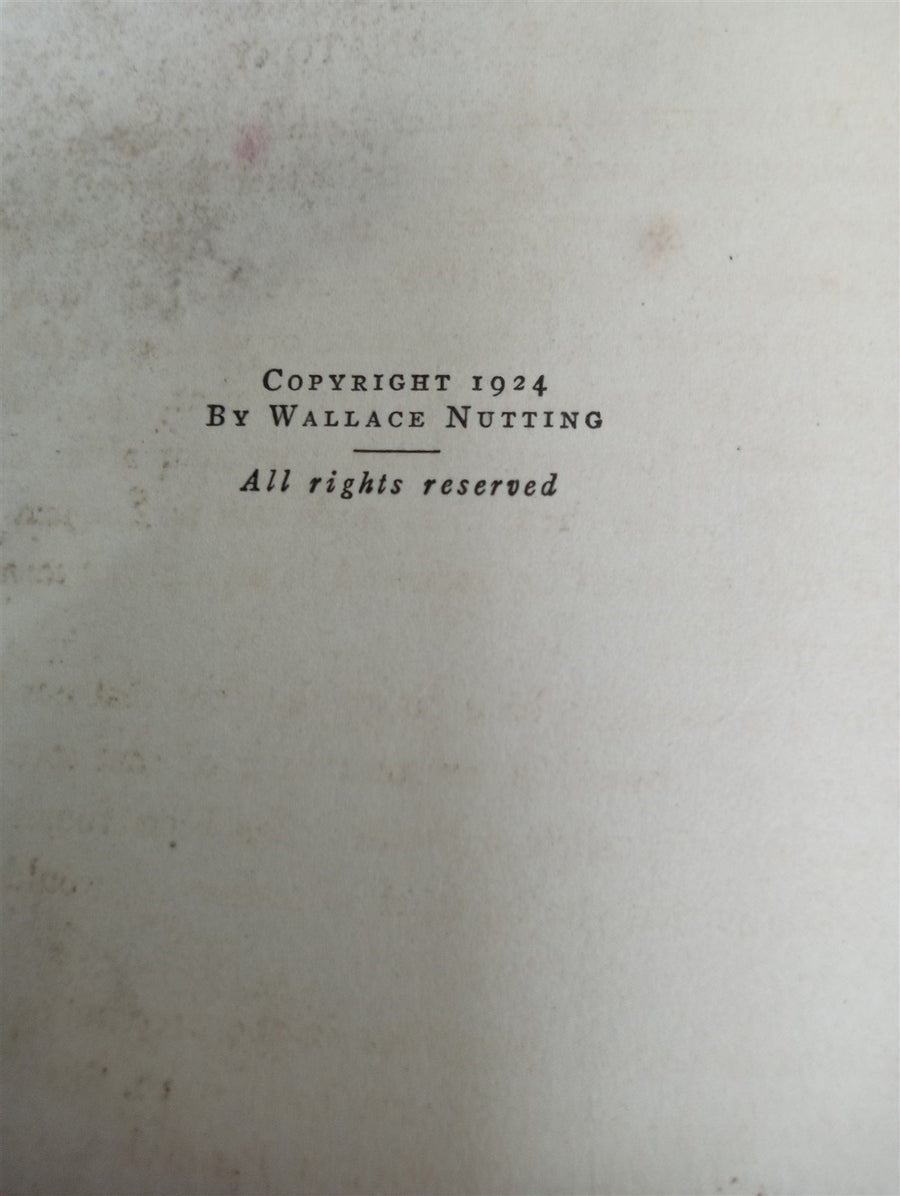 COPYRIGHT 1924
BY WALLACE NUTTING
All rights reserved